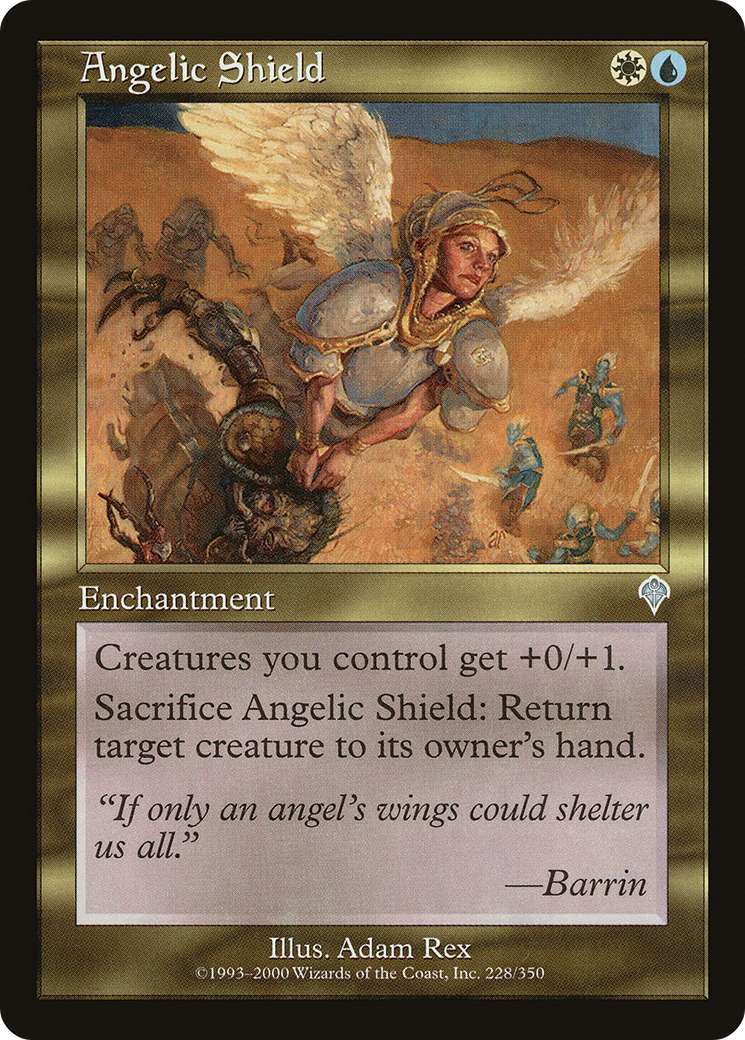 Angelic Shield
Enchantment
Creatures you control get +0/+1.
Sacrifice Angelic Shield: Return
target creature to its owner's hand.
"If only an angel's wings could shelter
us all."
—Barrin
Illus. Adam Rex
©1993–2000 Wizards of the Coast, Inc. 228/350